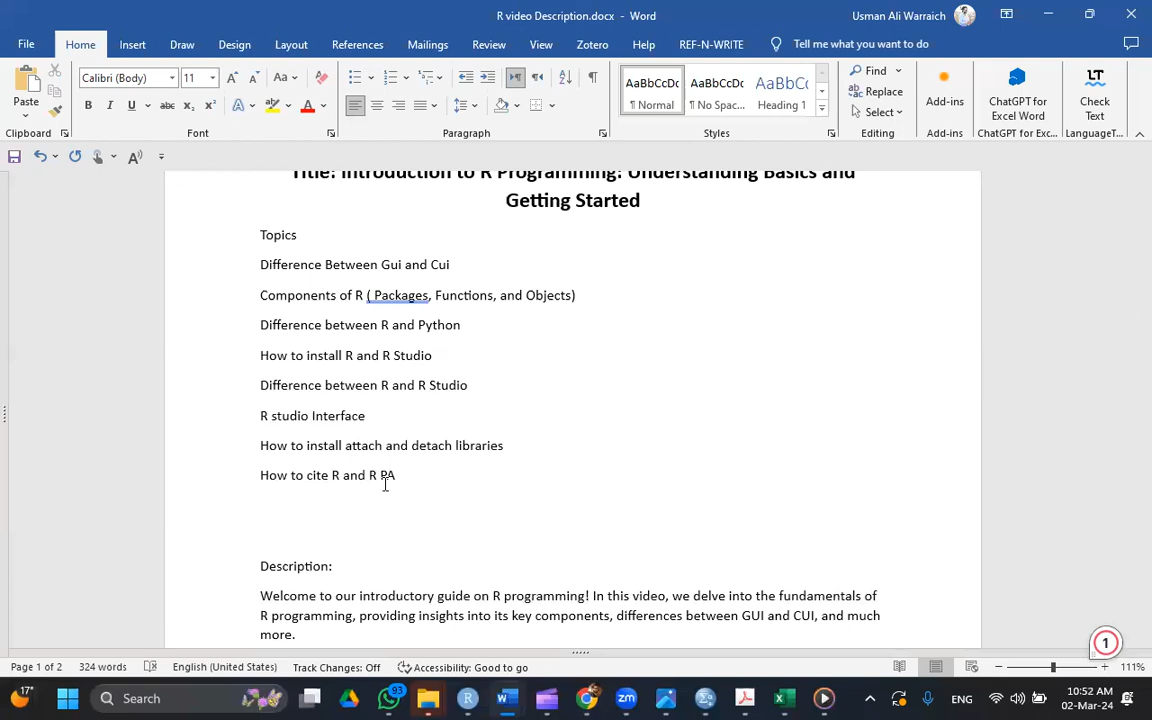 R video Description.docx - Word
Usman Ali Warraich
File Home Insert Draw Design Layout References Mailings Review View Zotero Help REF-N-WRITE Tell me what you want to do
Paste
Clipboard
Calibri (Body) 11
Font
Paragraph
AaBbCcDc AaBbCcDc AaBbCc
¶ Normal ¶ No Spac... Heading 1
Styles
Find
Replace
Select
Editing
Add-ins
Add-ins
ChatGPT for
Excel Word
ChatGPT for Exc...
Check
Text
LanguageT...
Title: Introduction to R Programming: Understanding Basics and
Getting Started
Topics
Difference Between Gui and Cui
Components of R ( Packages, Functions, and Objects)
Difference between R and Python
How to install R and R Studio
Difference between R and R Studio
R studio Interface
How to install attach and detach libraries
How to cite R and R PA
Description:
Welcome to our introductory guide on R programming! In this video, we delve into the fundamentals of
R programming, providing insights into its key components, differences between GUI and CUI, and much
more.
1
Page 1 of 2 324 words English (United States) Track Changes: Off Accessibility: Good to go 111%
17° Search 93 ENG 10:52 AM
02-Mar-24